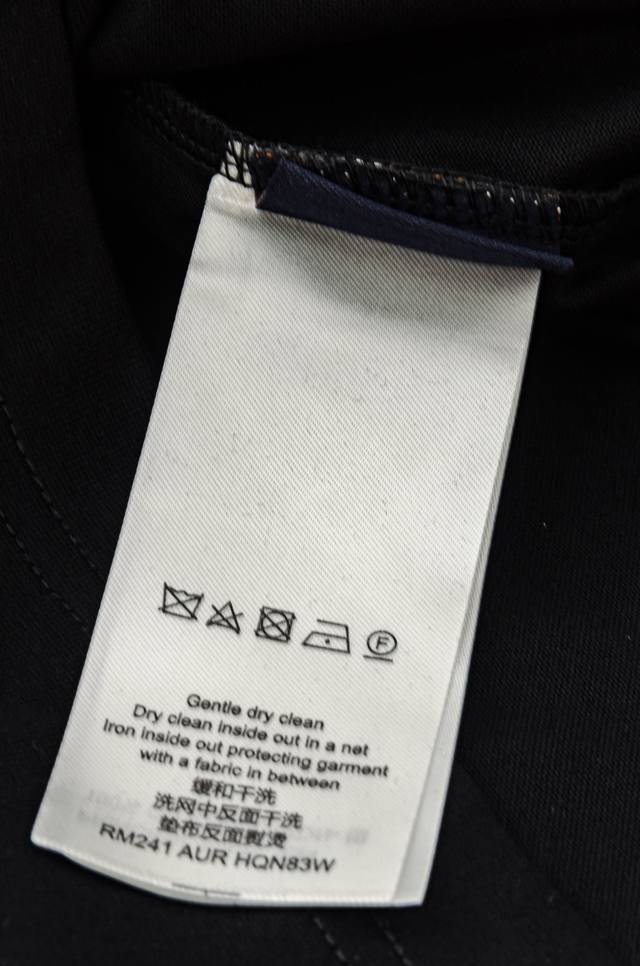 F
Gentle dry clean
Dry clean inside out in a net
Iron inside out protecting garment
with a fabric in between
缓和干洗
洗网中反面干洗
垫布反面熨烫
RM241 AUR HQN83W